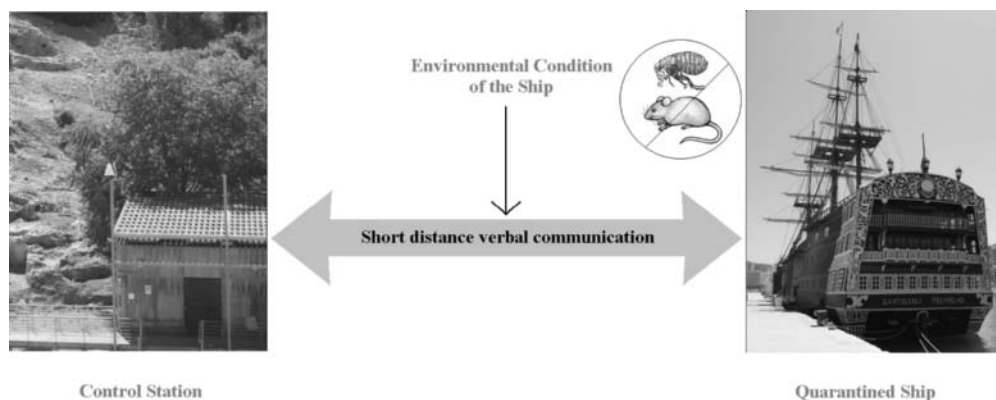 Environmental Condition
of the Ship
Short distance verbal communication
Control Station
Quarantined Ship